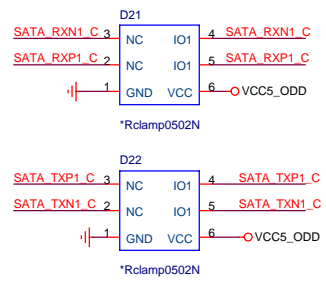 D21
SATA_RXN1_C 3 NC IO1 4 SATA_RXN1_C
SATA_RXP1_C 2 NC IO1 5 SATA_RXP1_C
1 GND VCC 6 VCC5_ODD
*Rclamp0502N
D22
SATA_TXP1_C 3 NC IO1 4 SATA_TXP1_C
SATA_TXN1_C 2 NC IO1 5 SATA_TXN1_C
1 GND VCC 6 VCC5_ODD
*Rclamp0502N